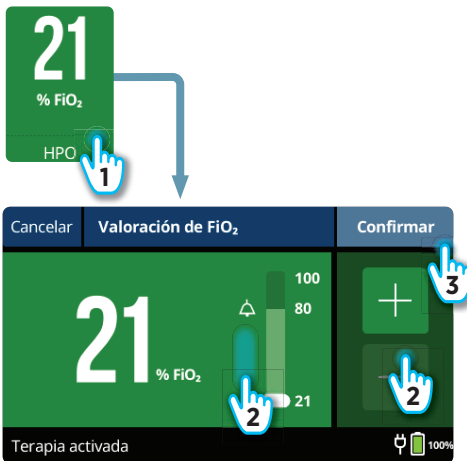 21
% FiO₂
HPO
1
Cancelar
Valoración de FiO₂
Confirmar
3
100
80
21
% FiO₂
21
2
2
Terapia activada
100%